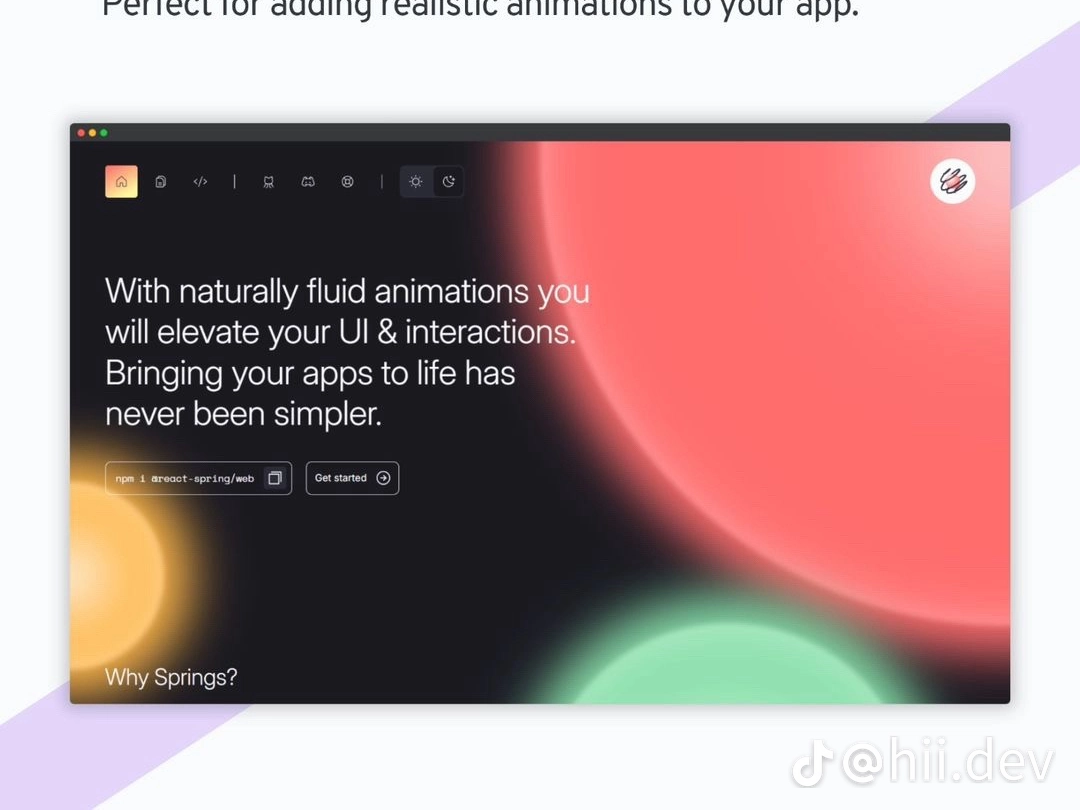 Perfect for adding realistic animations to your app.
With naturally fluid animations you
will elevate your UI & interactions.
Bringing your apps to life has
never been simpler.
npm i @react-spring/web
Get started
Why Springs?
@hii.dev